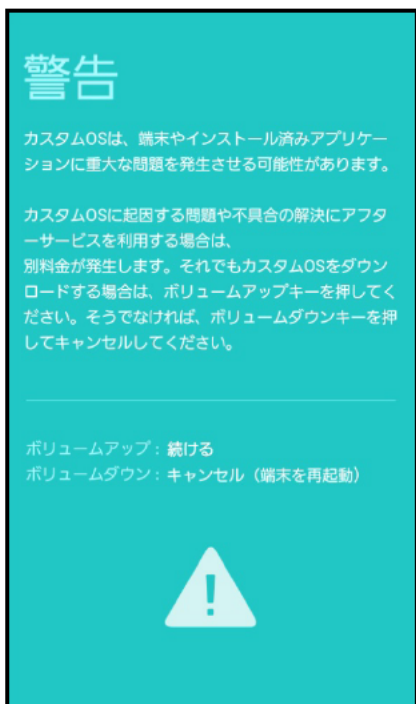 警告
カスタムOSは、端末やインストール済みアプリケー
ションに重大な問題を発生させる可能性があります。
カスタムOSに起因する問題や不具合の解決にアフタ
ーサービスを利用する場合は、
別料金が発生します。それでもカスタムOSをダウン
ロードする場合は、ボリュームアップキーを押してく
ださい。そうでなければ、ボリュームダウンキーを押
してキャンセルしてください。
ボリュームアップ : 続ける
ボリュームダウン : キャンセル（端末を再起動）